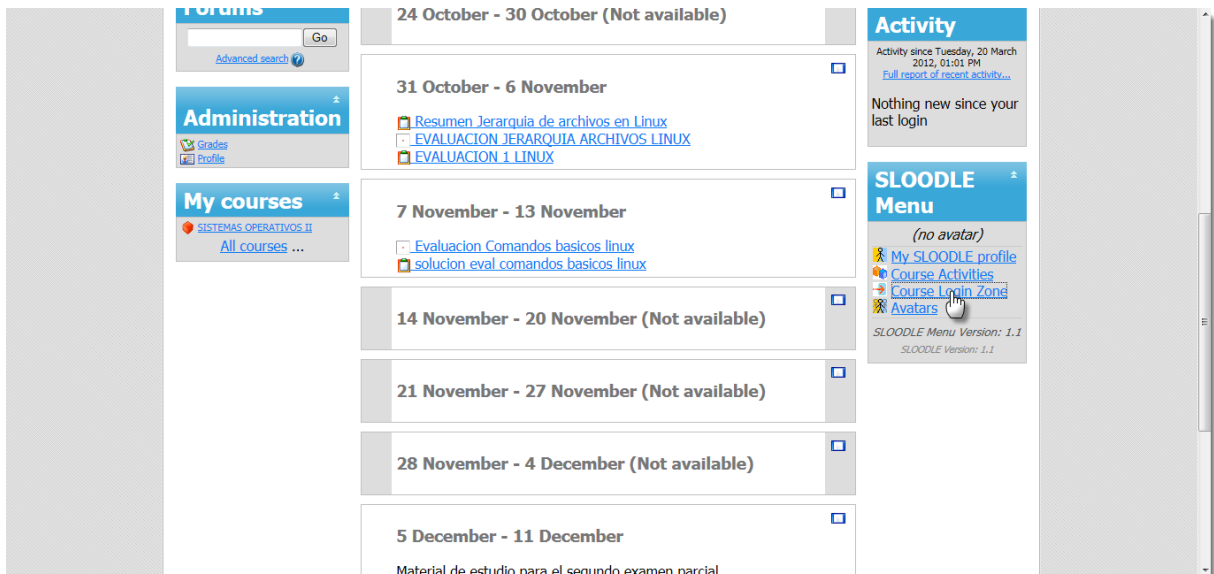 Forums
Go
Advanced search
Administration
Grades
Profile
My courses
SISTEMAS OPERATIVOS II
All courses ...
24 October - 30 October (Not available)
31 October - 6 November
Resumen Jerarquia de archivos en Linux
EVALUACION JERARQUIA ARCHIVOS LINUX
EVALUACION 1 LINUX
7 November - 13 November
Evaluacion Comandos basicos linux
solucion eval comandos basicos linux
14 November - 20 November (Not available)
21 November - 27 November (Not available)
28 November - 4 December (Not available)
5 December - 11 December
Material de estudio para el segundo examen parcial
Activity
Activity since Tuesday, 20 March
2012, 01:01 PM
Full report of recent activity...
Nothing new since your
last login
SLOODLE
Menu
(no avatar)
My SLOODLE profile
Course Activities
Course Login Zone
Avatars
SLOODLE Menu Version: 1.1
SLOODLE Version: 1.1